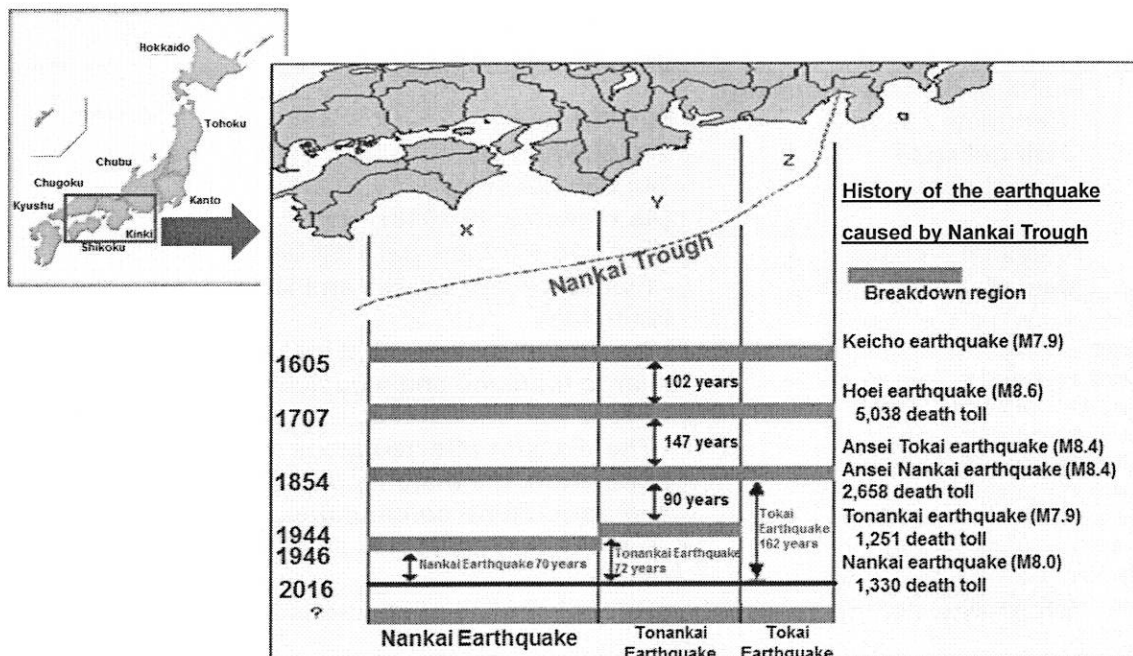 Hokkaido
Tohoku
Chubu
Chugoku
Kyushu
Kanto
Kinki
Shikoku
X
Y
Z
Nankai Trough
History of the earthquake
caused by Nankai Trough
Breakdown region
1605
Keicho earthquake (M7.9)
102 years
1707
Hoei earthquake (M8.6)
5,038 death toll
147 years
1854
Ansei Tokai earthquake (M8.4)
Ansei Nankai earthquake (M8.4)
2,658 death toll
90 years
1944
Tonankai earthquake (M7.9)
1,251 death toll
1946
Nankai earthquake (M8.0)
1,330 death toll
Nankai Earthquake 70 years
Tonankai Earthquake
72 years
Tokai
Earthquake
162 years
2016
?
Nankai Earthquake
Tonankai
Earthquake
Tokai
Earthquake